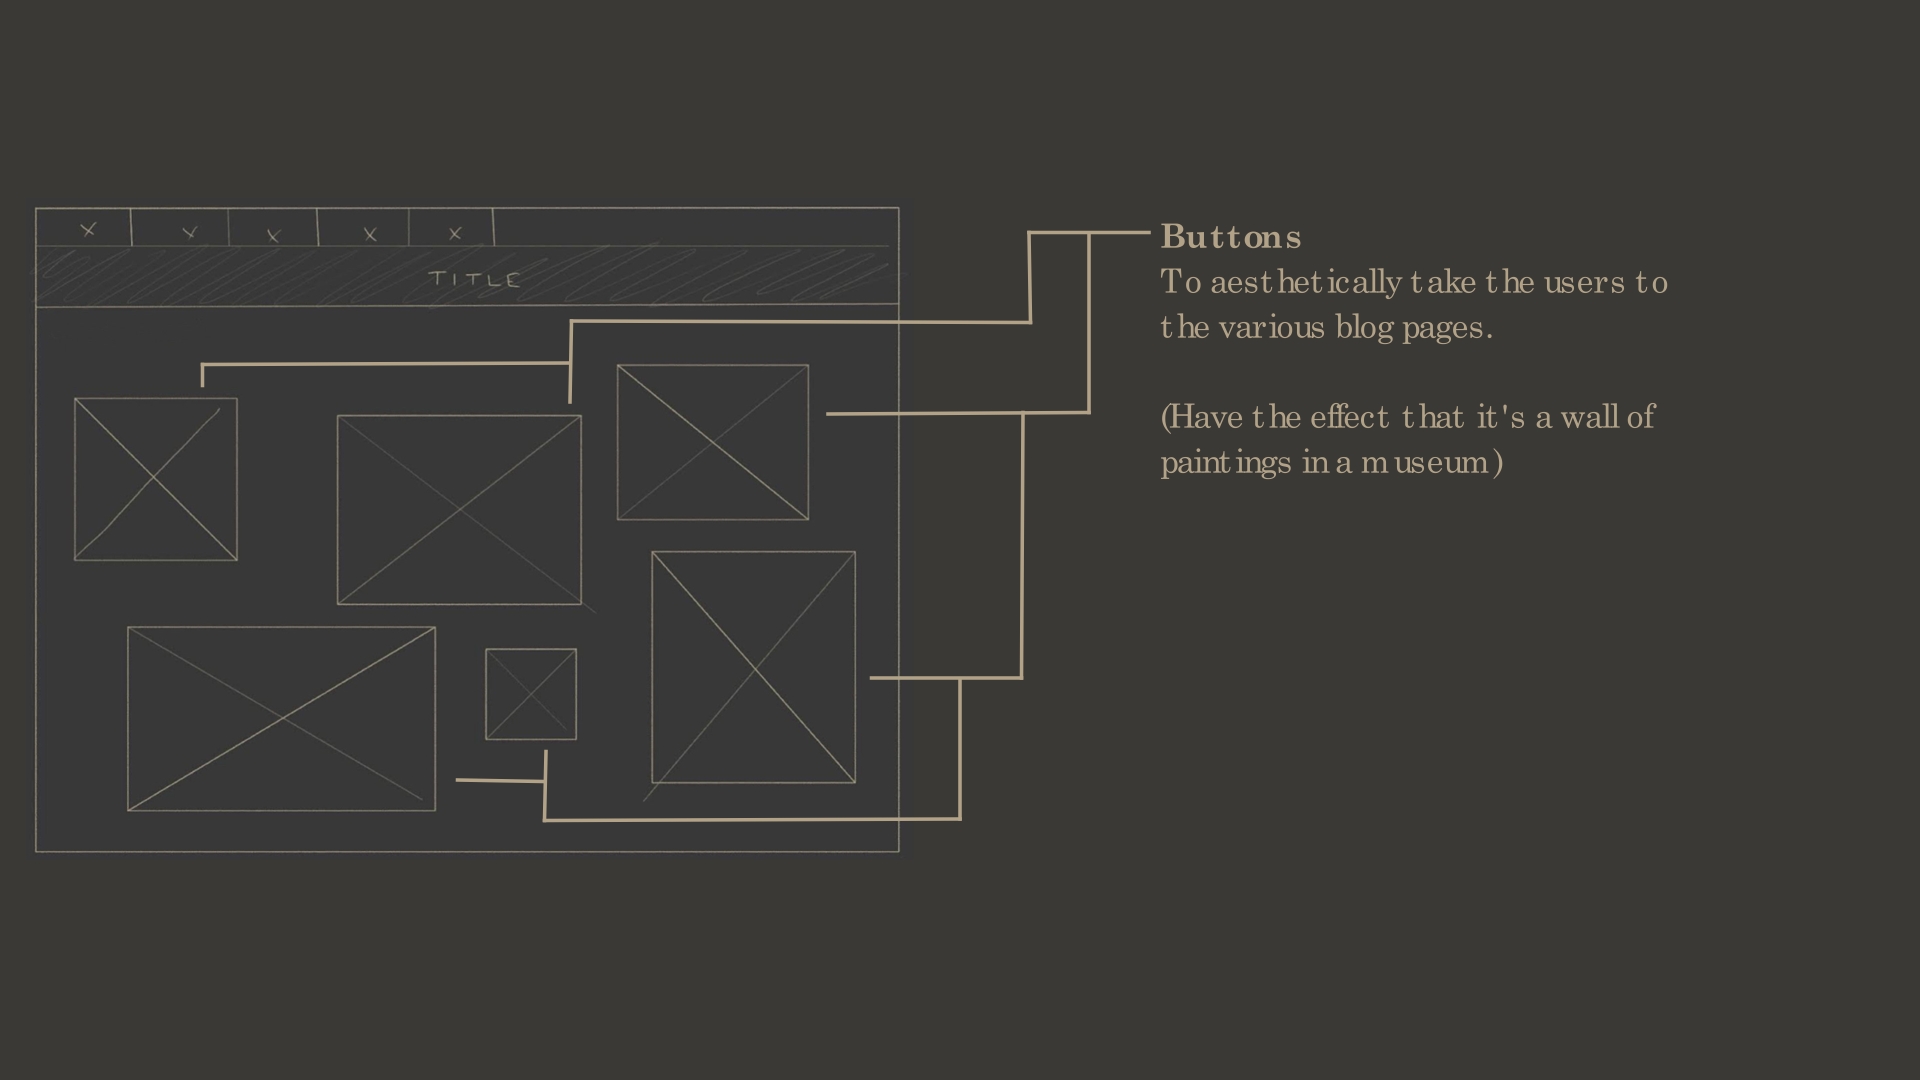 X X X X X
TITLE
Buttons
To aesthetically take the users to
the various blog pages.
(Have the effect that it's a wall of
paintings in a museum)